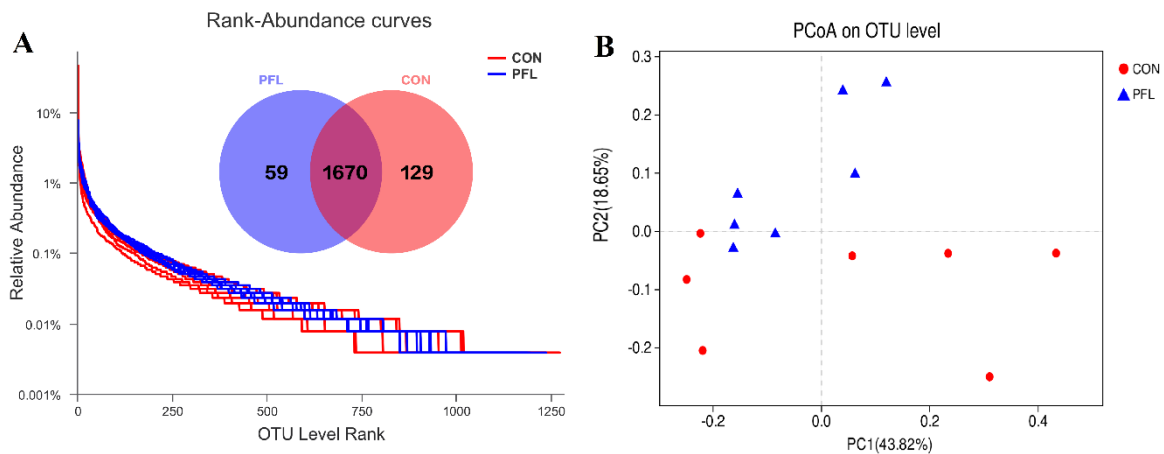 A
Rank-Abundance curves
CON
PFL
PFL
CON
59
1670
129
Relative Abundance
10%
1%
0.1%
0.01%
0.001%
0
250
500
750
1000
1250
OTU Level Rank
B
PCoA on OTU level
CON
PFL
PC2(18.65%)
0.3
0.2
0.1
0.0
-0.1
-0.2
-0.2
0.0
0.2
0.4
PC1(43.82%)